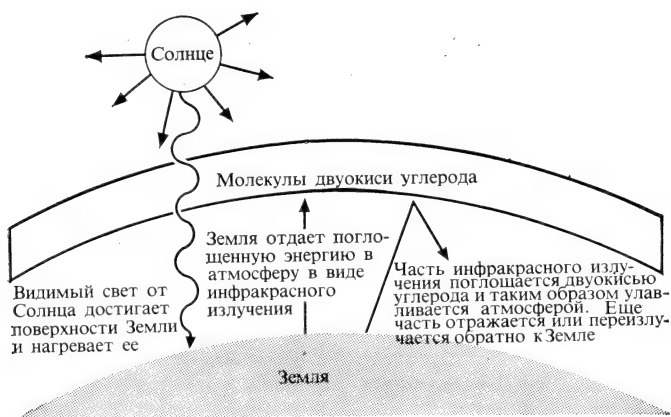 Солнце
Молекулы двуокиси углерода
Земля отдает погло-
щенную энергию в
атмосферу в виде
инфракрасного
излучения
Видимый свет от
Солнца достигает
поверхности Земли
и нагревает ее
Часть инфракрасного излу-
чения поглощается двуокисью
углерода и таким образом улав-
ливается атмосферой. Еще
часть отражается или переизлу-
чается обратно к Земле
Земля